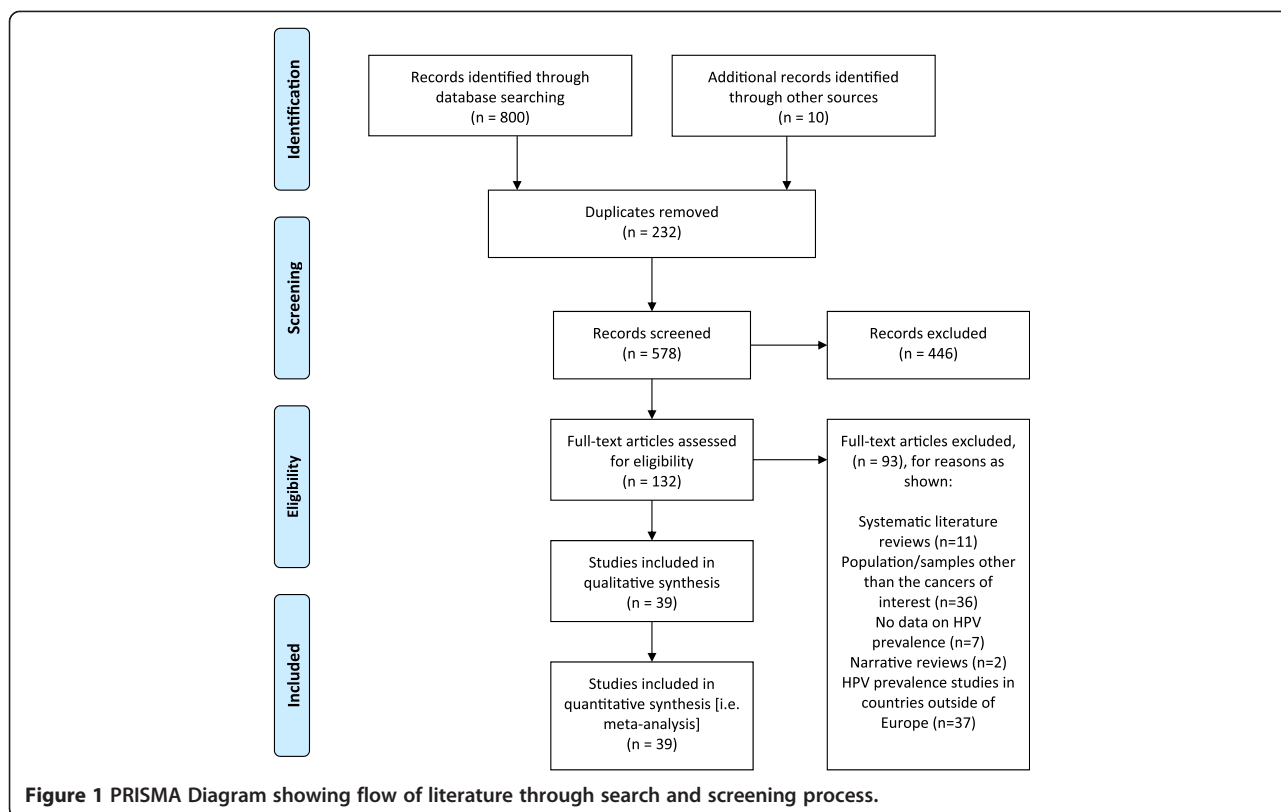 Identification
Records identified through
database searching
(n = 800)
Additional records identified
through other sources
(n = 10)
Duplicates removed
(n = 232)
Screening
Records screened
(n = 578)
Records excluded
(n = 446)
Eligibility
Full-text articles assessed
for eligibility
(n = 132)
Full-text articles excluded,
(n = 93), for reasons as
shown:
Systematic literature
reviews (n=11)
Population/samples other
than the cancers of
interest (n=36)
No data on HPV
prevalence (n=7)
Narrative reviews (n=2)
HPV prevalence studies in
countries outside of
Europe (n=37)
Studies included in
qualitative synthesis
(n = 39)
Included
Studies included in
quantitative synthesis [i.e.
meta-analysis]
(n = 39)
Figure 1 PRISMA Diagram showing flow of literature through search and screening process.